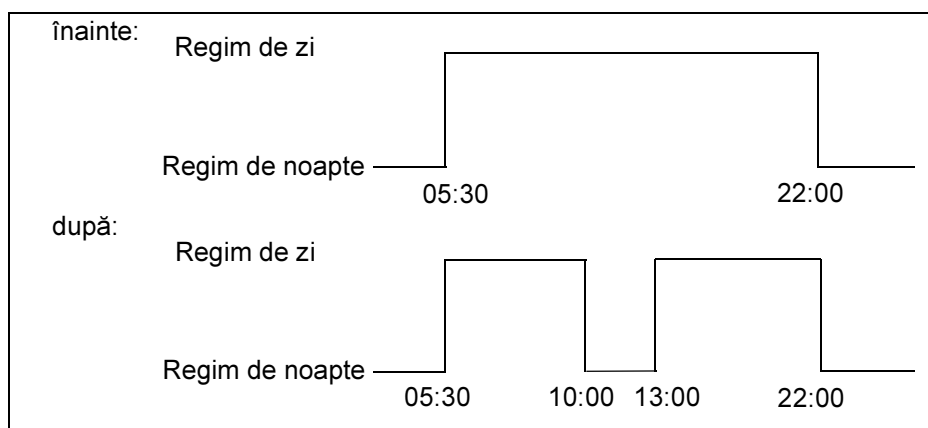 înainte:
Regim de zi
Regim de noapte
05:30 22:00
după:
Regim de zi
Regim de noapte
05:30 10:00 13:00 22:00